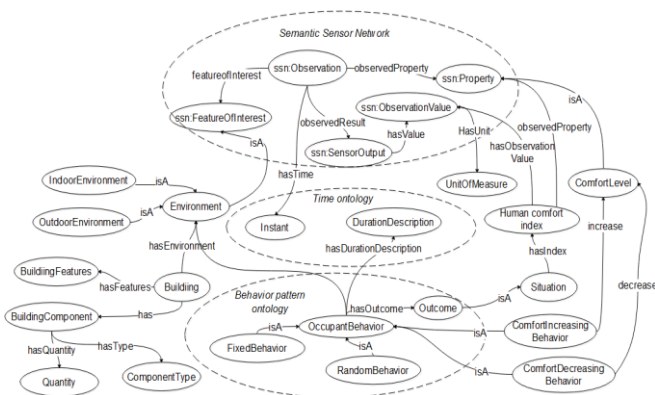 Semantic Sensor Network
ssn:Observation
observedProperty
featureofInterest
ssn:Property
ssn:ObservationValue
ssn:FeatureOfInterest
observedResult
hasValue
isA
ssn:SensorOutput
HasUnit
observedProperty
hasObservation
Value
isA
IndoorEnvironment
isA
hasTime
UnitOfMeasure
ComfortLevel
Environment
OutdoorEnvironment
isA
Time ontology
Instant
DurationDescription
Human comfort
index
increase
hasEnvironment
hasDurationDescription
hasIndex
BuildingFeatures
hasFeatures
Building
Situation
decrease
Behavior pattern
ontology
hasOutcome
Outcome
isA
BuildingComponent
has
OccupantBehavior
isA
ComfortIncreasing
Behavior
isA
FixedBehavior
isA
hasQuantity
hasType
RandomBehavior
isA
ComfortDecreasing
Behavior
Quantity
ComponentType